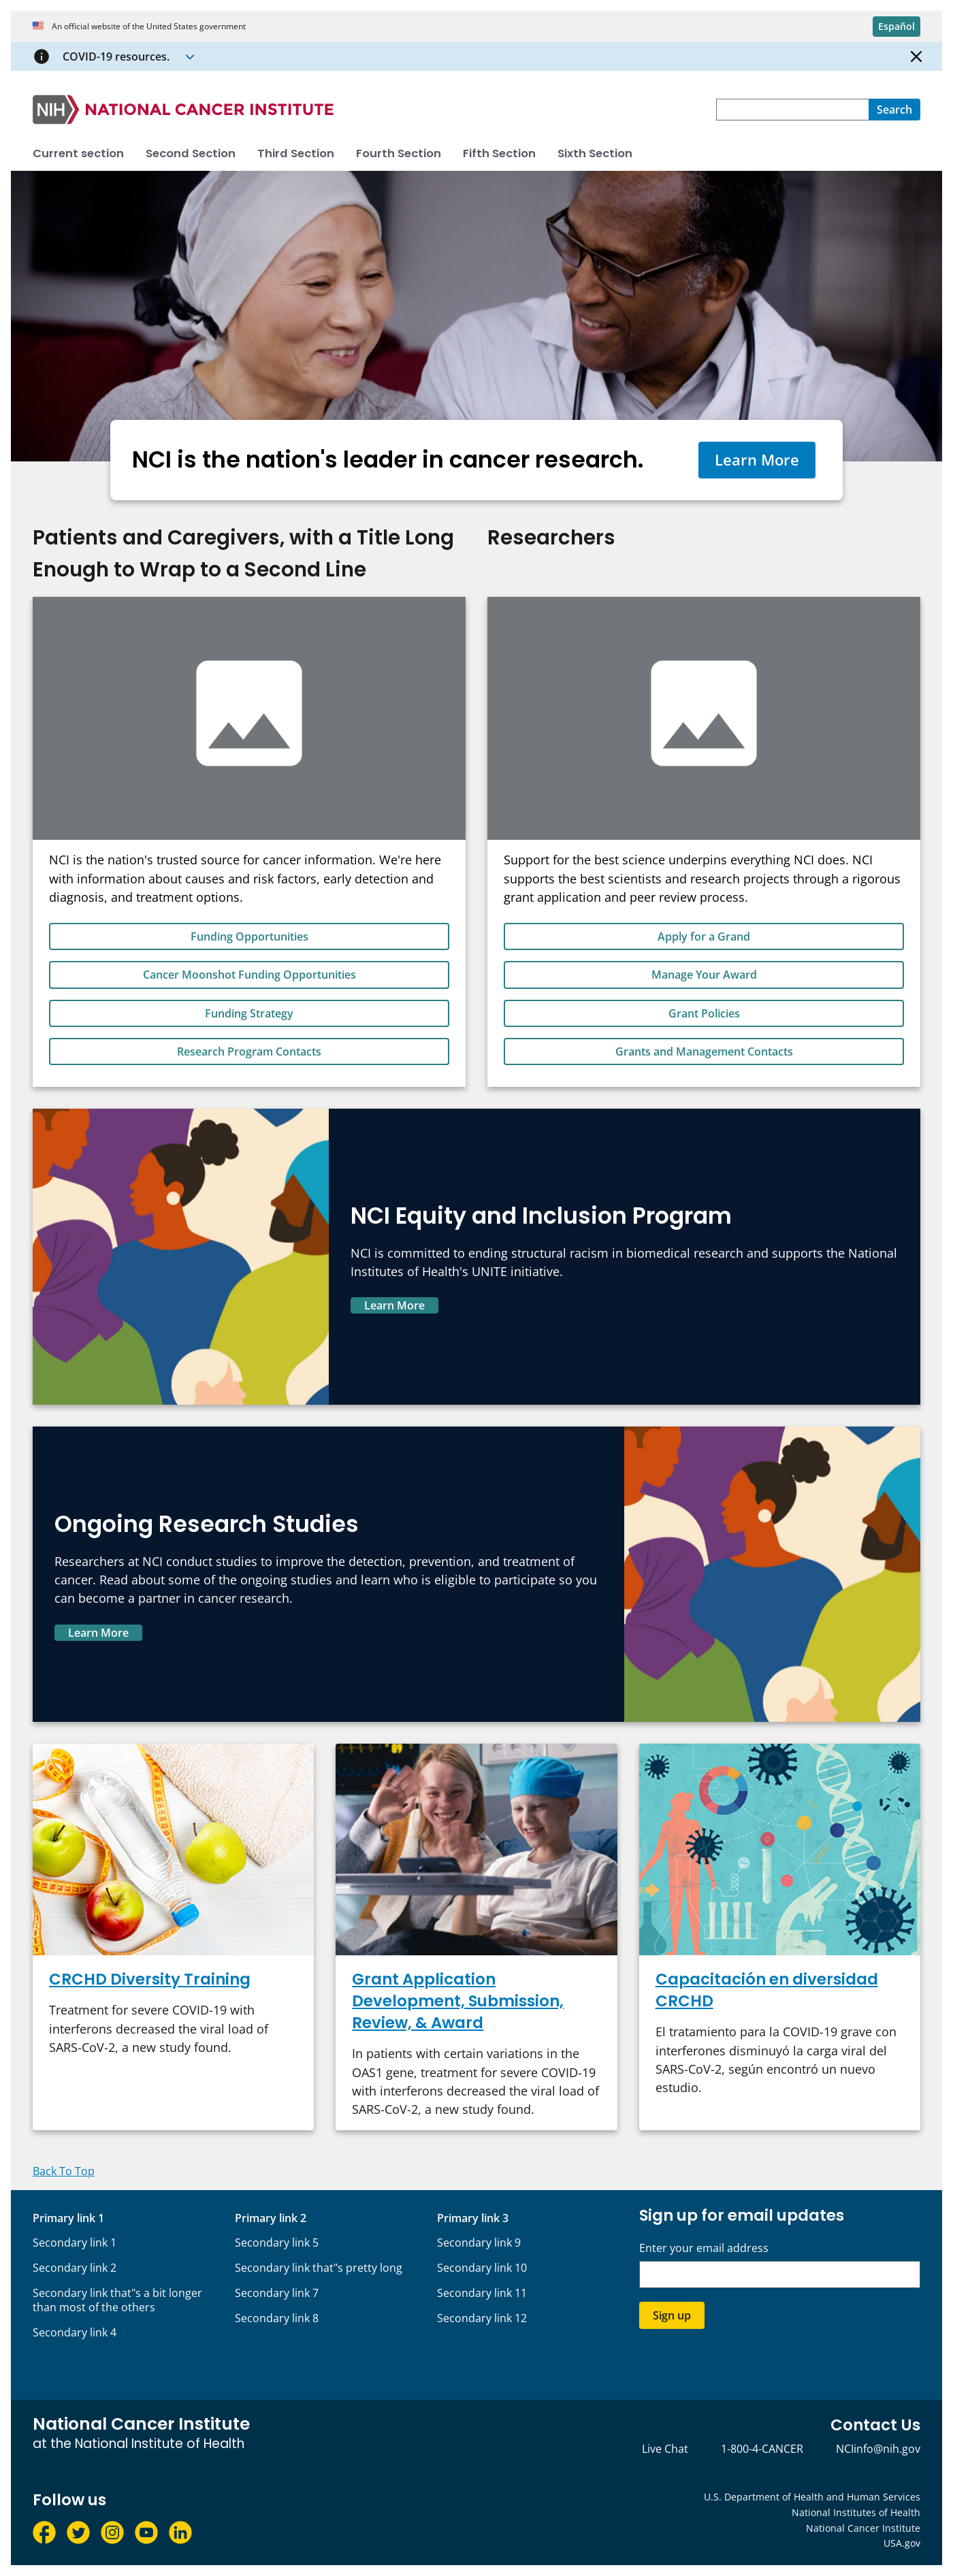 An official website of the United States government
Español
COVID-19 resources.
NIH NATIONAL CANCER INSTITUTE
Search
Current section Second Section Third Section Fourth Section Fifth Section Sixth Section
NCI is the nation's leader in cancer research.
Learn More
Patients and Caregivers, with a Title Long
Enough to Wrap to a Second Line
NCI is the nation's trusted source for cancer information. We're here
with information about causes and risk factors, early detection and
diagnosis, and treatment options.
Funding Opportunities
Cancer Moonshot Funding Opportunities
Funding Strategy
Research Program Contacts
Researchers
Support for the best science underpins everything NCI does. NCI
supports the best scientists and research projects through a rigorous
grant application and peer review process.
Apply for a Grand
Manage Your Award
Grant Policies
Grants and Management Contacts
NCI Equity and Inclusion Program
NCI is committed to ending structural racism in biomedical research and supports the National
Institutes of Health's UNITE initiative.
Learn More
Ongoing Research Studies
Researchers at NCI conduct studies to improve the detection, prevention, and treatment of
cancer. Read about some of the ongoing studies and learn who is eligible to participate so you
can become a partner in cancer research.
Learn More
CRCHD Diversity Training
Treatment for severe COVID-19 with
interferons decreased the viral load of
SARS-CoV-2, a new study found.
Grant Application
Development, Submission,
Review, & Award
In patients with certain variations in the
OAS1 gene, treatment for severe COVID-19
with interferons decreased the viral load of
SARS-CoV-2, a new study found.
Capacitación en diversidad
CRCHD
El tratamiento para la COVID-19 grave con
interferones disminuyó la carga viral del
SARS-CoV-2, según encontró un nuevo
estudio.
Back To Top
Primary link 1
Secondary link 1
Secondary link 2
Secondary link that"s a bit longer
than most of the others
Secondary link 4
Primary link 2
Secondary link 5
Secondary link that"s pretty long
Secondary link 7
Secondary link 8
Primary link 3
Secondary link 9
Secondary link 10
Secondary link 11
Secondary link 12
Sign up for email updates
Enter your email address
Sign up
National Cancer Institute
at the National Institute of Health
Contact Us
Live Chat 1-800-4-CANCER NCIinfo@nih.gov
Follow us
U.S. Department of Health and Human Services
National Institutes of Health
National Cancer Institute
USA.gov